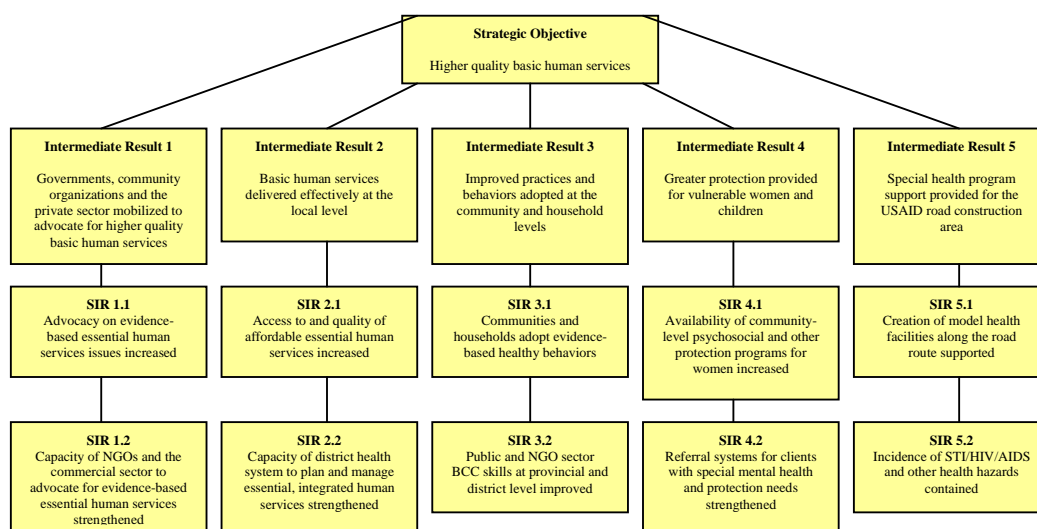 Strategic Objective
Higher quality basic human services
Intermediate Result 1
Governments, community
organizations and the
private sector mobilized to
advocate for higher quality
basic human services
Intermediate Result 2
Basic human services
delivered effectively at the
local level
Intermediate Result 3
Improved practices and
behaviors adopted at the
community and household
levels
Intermediate Result 4
Greater protection provided
for vulnerable women and
children
Intermediate Result 5
Special health program
support provided for the
USAID road construction
area
SIR 1.1
Advocacy on evidence-
based essential human
services issues increased
SIR 2.1
Access to and quality of
affordable essential human
services increased
SIR 3.1
Communities and
households adopt evidence-
based healthy behaviors
SIR 4.1
Availability of community-
level psychosocial and other
protection programs for
women increased
SIR 5.1
Creation of model health
facilities along the road
route supported
SIR 1.2
Capacity of NGOs and the
commercial sector to
advocate for evidence-based
essential human services
strengthened
SIR 2.2
Capacity of district health
system to plan and manage
essential, integrated human
services strengthened
SIR 3.2
Public and NGO sector
BCC skills at provincial and
district level improved
SIR 4.2
Referral systems for clients
with special mental health
and protection needs
strengthened
SIR 5.2
Incidence of STI/HIV/AIDS
and other health hazards
contained